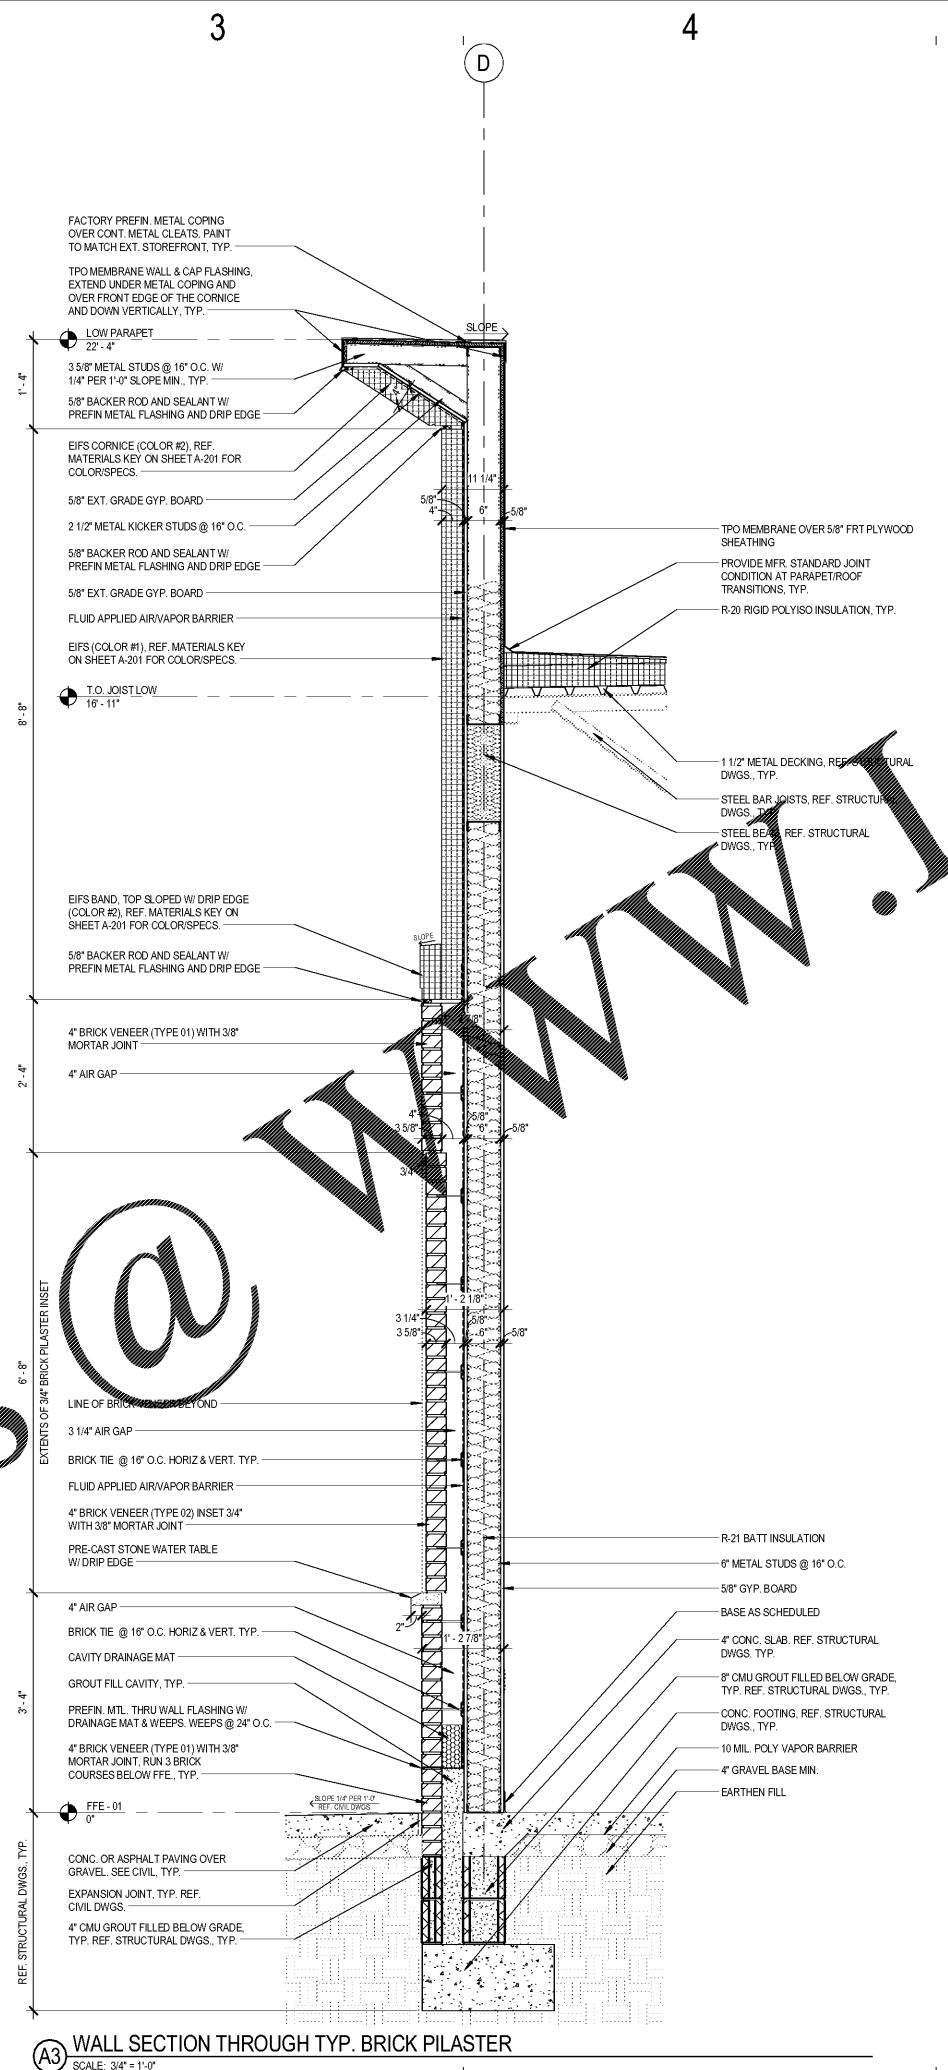 3
4
D
FACTORY PREFIN. METAL COPING
OVER CONT. METAL CLEATS. PAINT
TO MATCH EXT. STOREFRONT, TYP.
TPO MEMBRANE WALL & CAP FLASHING,
EXTEND UNDER METAL COPING AND
OVER FRONT EDGE OF THE CORNICE
AND DOWN VERTICALLY, TYP.
SLOPE
LOW PARAPET
22' - 4"
3 5/8" METAL STUDS @ 16" O.C. W/
1/4" PER 1'-0" SLOPE MIN., TYP.
1' - 4"
5/8" BACKER ROD AND SEALANT W/
PREFIN METAL FLASHING AND DRIP EDGE
4"
EIFS CORNICE (COLOR #2), REF.
MATERIALS KEY ON SHEET A-201 FOR
COLOR/SPECS.
11 1/4"
5/8" EXT. GRADE GYP. BOARD
5/8"
4"
6"
5/8"
2 1/2" METAL KICKER STUDS @ 16" O.C.
TPO MEMBRANE OVER 5/8" FRT PLYWOOD
SHEATHING
5/8" BACKER ROD AND SEALANT W/
PREFIN METAL FLASHING AND DRIP EDGE
PROVIDE MFR. STANDARD JOINT
CONDITION AT PARAPET/ROOF
TRANSITIONS, TYP.
5/8" EXT. GRADE GYP. BOARD
R-20 RIGID POLYISO INSULATION, TYP.
FLUID APPLIED AIR/VAPOR BARRIER
EIFS (COLOR #1), REF. MATERIALS KEY
ON SHEET A-201 FOR COLOR/SPECS.
T.O. JOIST LOW
16' - 11"
8' - 8"
1 1/2" METAL DECKING, REF. STRUCTURAL
DWGS., TYP.
STEEL BAR JOISTS, REF. STRUCTURAL
DWGS., TYP.
STEEL BEAM, REF. STRUCTURAL
DWGS., TYP.
EIFS BAND, TOP SLOPED W/ DRIP EDGE
(COLOR #2), REF. MATERIALS KEY ON
SHEET A-201 FOR COLOR/SPECS.
SLOPE
5/8" BACKER ROD AND SEALANT W/
PREFIN METAL FLASHING AND DRIP EDGE
4" BRICK VENEER (TYPE 01) WITH 3/8"
MORTAR JOINT
4" AIR GAP
2' - 4"
4"
5/8"
3 5/8"
6"
5/8"
3/4"
@ WWW.
1' - 2 1/8"
3 1/4"
5/8"
3 5/8"
6"
5/8"
6' - 8"
EXTENTS OF 3/4" BRICK PILASTER INSET
LINE OF BRICK VENEER BEYOND
3 1/4" AIR GAP
BRICK TIE @ 16" O.C. HORIZ & VERT. TYP.
FLUID APPLIED AIR/VAPOR BARRIER
4" BRICK VENEER (TYPE 02) INSET 3/4"
WITH 3/8" MORTAR JOINT
R-21 BATT INSULATION
PRE-CAST STONE WATER TABLE
W/ DRIP EDGE
6" METAL STUDS @ 16" O.C.
5/8" GYP. BOARD
4" AIR GAP
BASE AS SCHEDULED
2"
BRICK TIE @ 16" O.C. HORIZ & VERT. TYP.
1' - 2 7/8"
4" CONC. SLAB. REF. STRUCTURAL
DWGS. TYP.
CAVITY DRAINAGE MAT
GROUT FILL CAVITY, TYP.
8" CMU GROUT FILLED BELOW GRADE,
TYP. REF. STRUCTURAL DWGS., TYP.
3' - 4"
PREFIN. MTL. THRU WALL FLASHING W/
DRAINAGE MAT & WEEPS. WEEPS @ 24" O.C.
CONC. FOOTING, REF. STRUCTURAL
DWGS., TYP.
4" BRICK VENEER (TYPE 01) WITH 3/8"
MORTAR JOINT, RUN 3 BRICK
COURSES BELOW FFE., TYP.
10 MIL. POLY VAPOR BARRIER
4" GRAVEL BASE MIN.
EARTHEN FILL
SLOPE 1/4" PER 1'-0"
REF. CIVIL DWGS.
FFE - 01
0"
CONC. OR ASPHALT PAVING OVER
GRAVEL. SEE CIVIL, TYP.
EXPANSION JOINT, TYP. REF.
CIVIL DWGS.
4" CMU GROUT FILLED BELOW GRADE,
TYP. REF. STRUCTURAL DWGS., TYP.
REF. STRUCTURAL DWGS., TYP.
A3
WALL SECTION THROUGH TYP. BRICK PILASTER
SCALE: 3/4" = 1'-0"